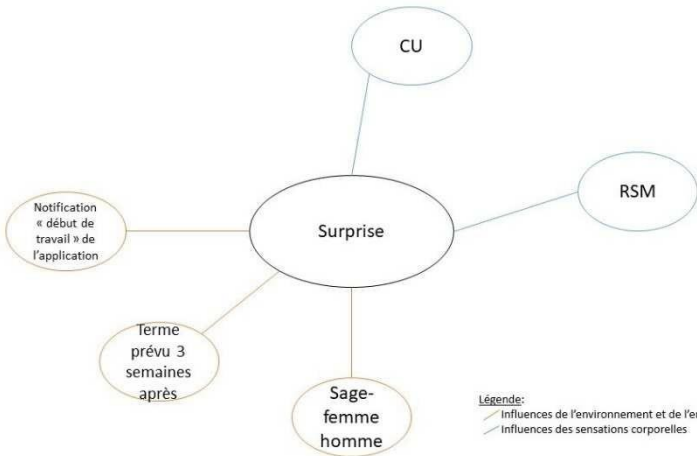 CU
RSM
Surprise
Notification
« début de
travail » de
l'application
Terme
prévu 3
semaines
après
Sage-
femme
homme
Légende:
Influences de l'environnement et de
Influences des sensations corporelles